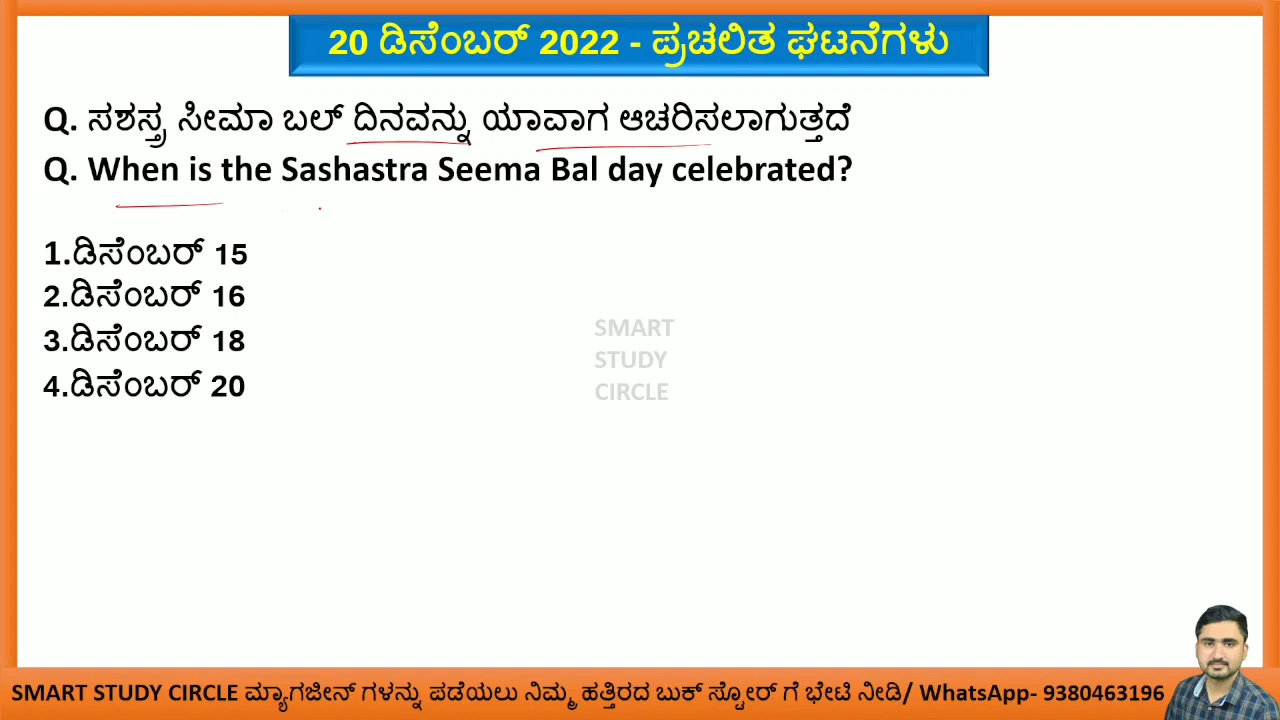 20 ಡಿಸೆಂಬರ್ 2022 - ಪ್ರಚಲಿತ ಘಟನೆಗಳು
Q. ಸಶಸ್ತ್ರ ಸೀಮಾ ಬಲ್ ದಿನವನ್ನು ಯಾವಾಗ ಆಚರಿಸಲಾಗುತ್ತದೆ
Q. When is the Sashastra Seema Bal day celebrated?
1.ಡಿಸೆಂಬರ್ 15
2.ಡಿಸೆಂಬರ್ 16
3.ಡಿಸೆಂಬರ್ 18
4.ಡಿಸೆಂಬರ್ 20
SMART
STUDY
CIRCLE
SMART STUDY CIRCLE ಮ್ಯಾಗಜೀನ್ ಗಳನ್ನು ಪಡೆಯಲು ನಿಮ್ಮ ಹತ್ತಿರದ ಬುಕ್ ಸ್ಟೋರ್ ಗೆ ಭೇಟಿ ನೀಡಿ/ WhatsApp- 9380463196